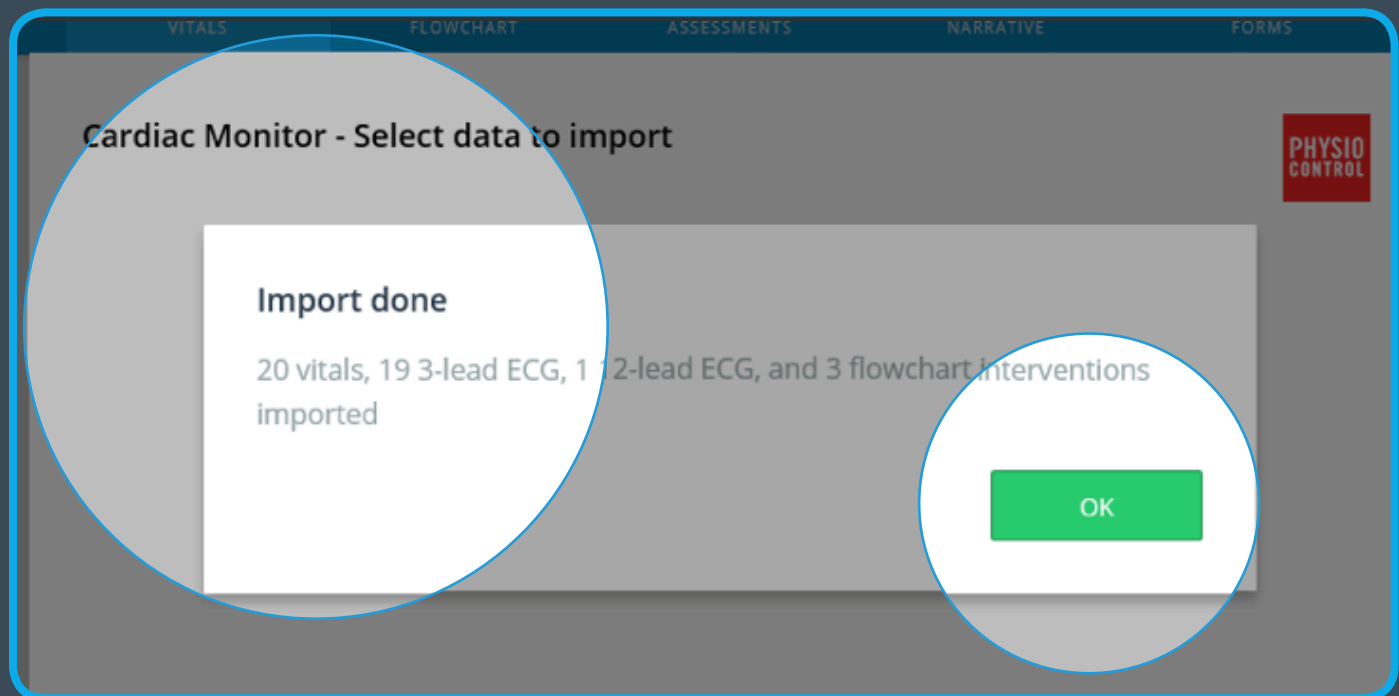 VITALS FLOWCHART ASSESSMENTS NARRATIVE FORMS
Cardiac Monitor - Select data to import
PHYSIO
CONTROL
Import done
20 vitals, 19 3-lead ECG, 1 12-lead ECG, and 3 flowchart interventions
imported
OK